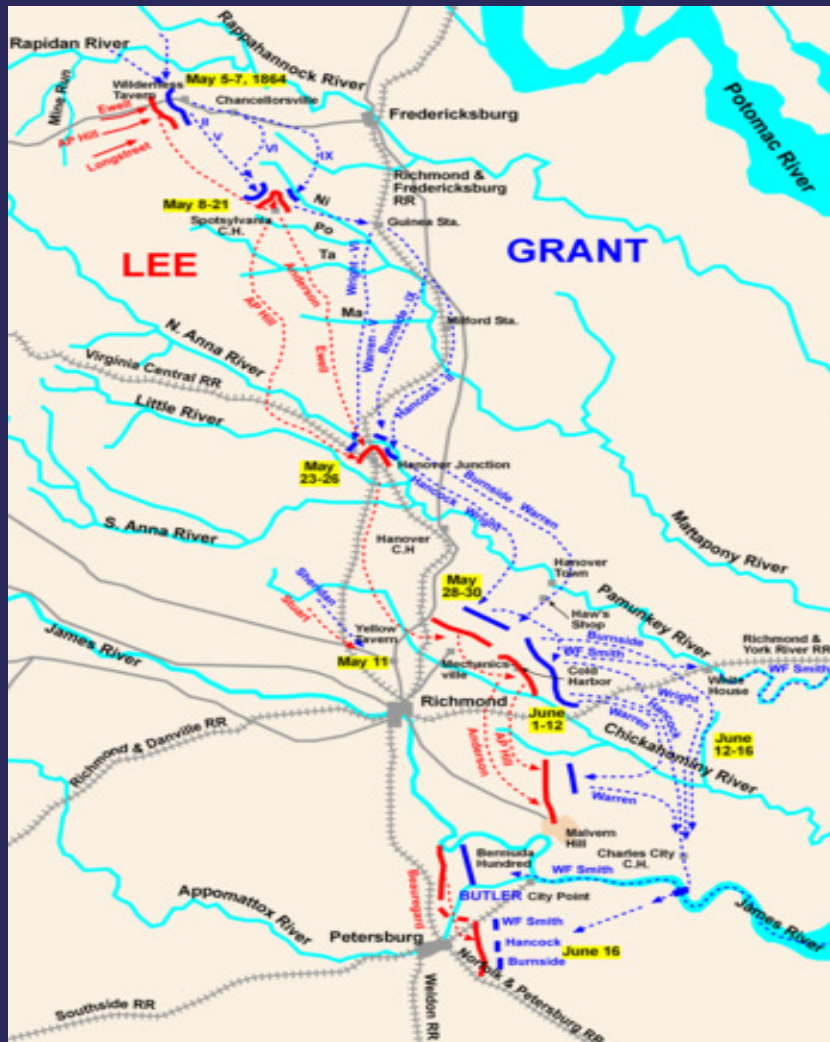 Rapidan River
Rappahannock River
May 5-7, 1864
Wilderness
Tavern
Chancellorsville
Mine Run
Ewell
AP Hill
Longstreet
II
V
VI
IX
Fredericksburg
Potomac River
Richmond &
Fredericksburg
RR
May 8-21
Spotsylvania
C.H.
Ni
Po
Ta
Guinea Sta.
LEE
GRANT
Anderson
AP Hill
Ewell
Wright - VI
Warren - V
Burnside - IX
Hancock - II
Ma
Milford Sta.
N. Anna River
Virginia Central RR
Little River
May
23-26
Hanover Junction
Hancock
Wright
Burnside
Warren
S. Anna River
Hanover
C.H
Mattapony River
Hanover
Town
May
28-30
Haw's
Shop
Pamunkey River
Sheridan
Stuart
Yellow
Tavern
May 11
James River
Burnside
WF Smith
Richmond &
York River RR
WF Smith
White
House
Mechanics
ville
Cold
Harbor
Richmond
June
1-12
Wright
Hancock
Warren
June
12-16
Chickahominy River
Richmond & Danville RR
AP Hill
Anderson
Warren
Malvern
Hill
Charles City
C.H.
Bermuda
Hundred
WF Smith
Beauregard
BUTLER
City Point
James River
Appomattox River
Petersburg
WF Smith
Hancock
Burnside
June 16
Southside RR
Weldon RR
Norfolk & Petersburg RR